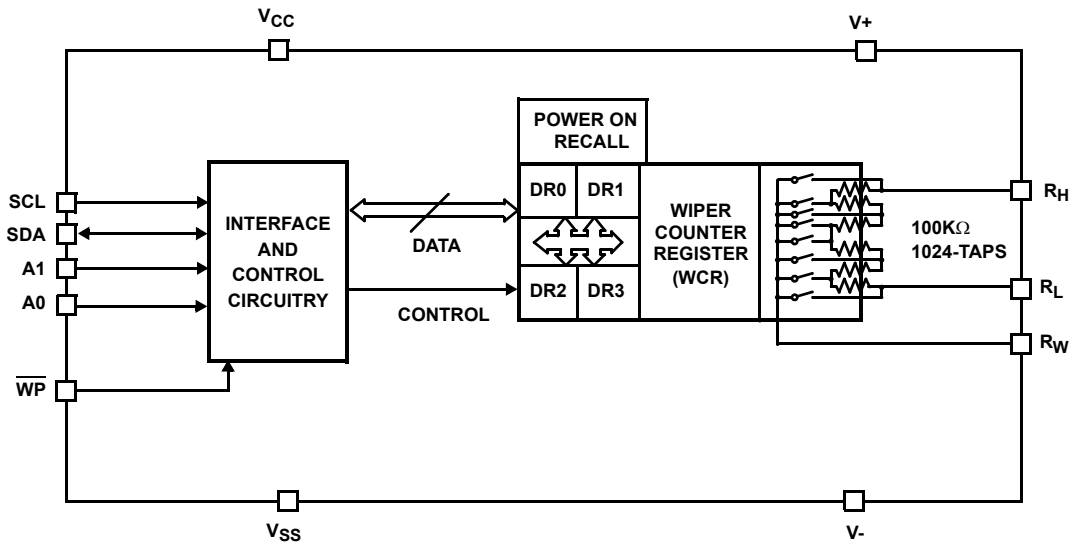 VCC
V+
POWER ON
RECALL
SCL
SDA
A1
A0
WP
INTERFACE
AND
CONTROL
CIRCUITRY
DATA
CONTROL
DR0
DR1
DR2
DR3
WIPER
COUNTER
REGISTER
(WCR)
100KΩ
1024-TAPS
RH
RL
RW
VSS
V-